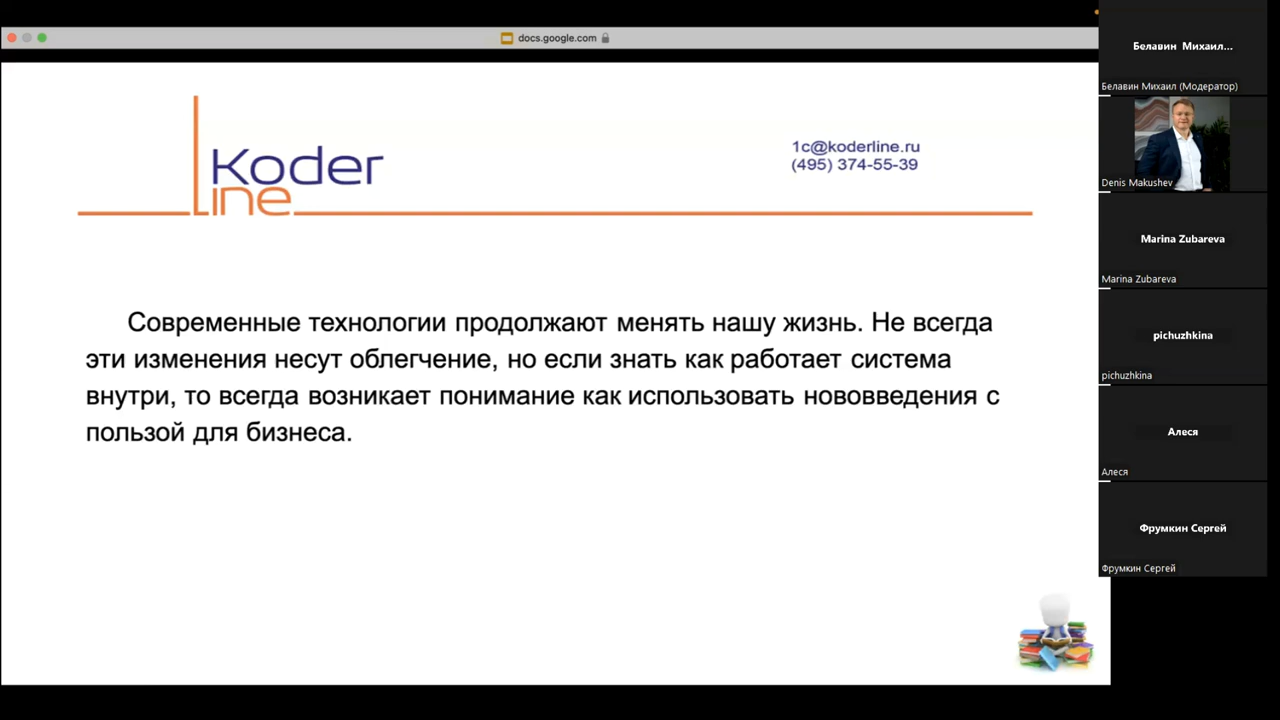 docs.google.com
Koder
Line
1c@koderline.ru
(495) 374-55-39
Современные технологии продолжают менять нашу жизнь. Не всегда
эти изменения несут облегчение, но если знать как работает система
внутри, то всегда возникает понимание как использовать нововведения с
пользой для бизнеса.
Белавин Михаил...
Белавин Михаил (Модератор)
Denis Makushev
Marina Zubareva
Marina Zubareva
pichuzhkina
pichuzhkina
Алеся
Алеся
Фрумкин Сергей
Фрумкин Сергей